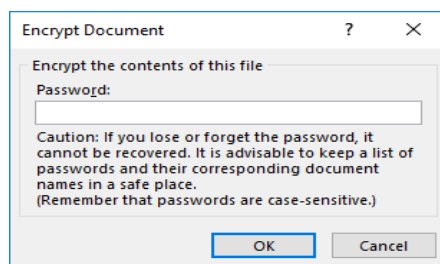 Encrypt Document ? ×
Encrypt the contents of this file
Password:
Caution: If you lose or forget the password, it
cannot be recovered. It is advisable to keep a list of
passwords and their corresponding document
names in a safe place.
(Remember that passwords are case-sensitive.)
OK Cancel